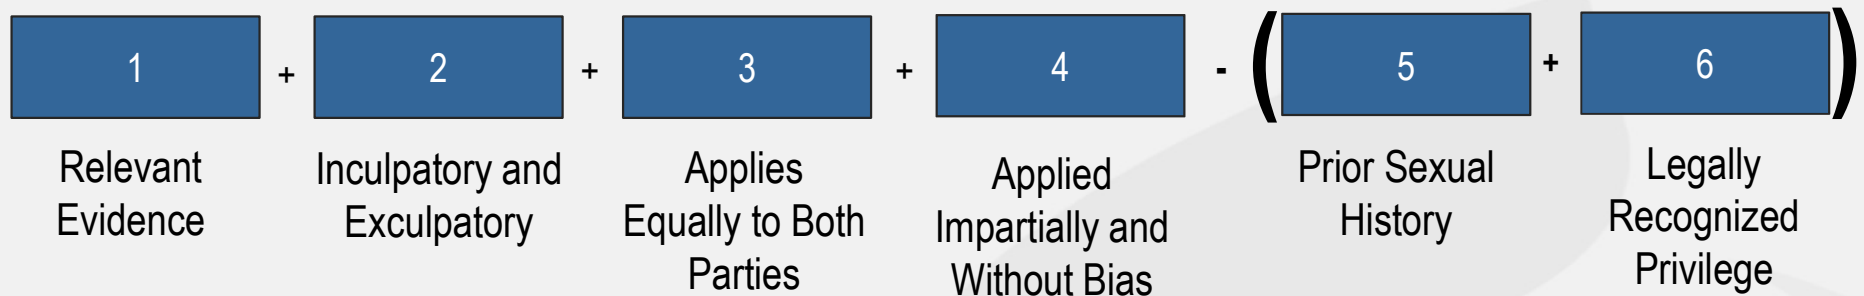 1 + 2 + 3 + 4 - ( 5 + 6 )
Relevant
Evidence
Inculpatory and
Exculpatory
Applies
Equally to Both
Parties
Applied
Impartially and
Without Bias
Prior Sexual
History
Legally
Recognized
Privilege